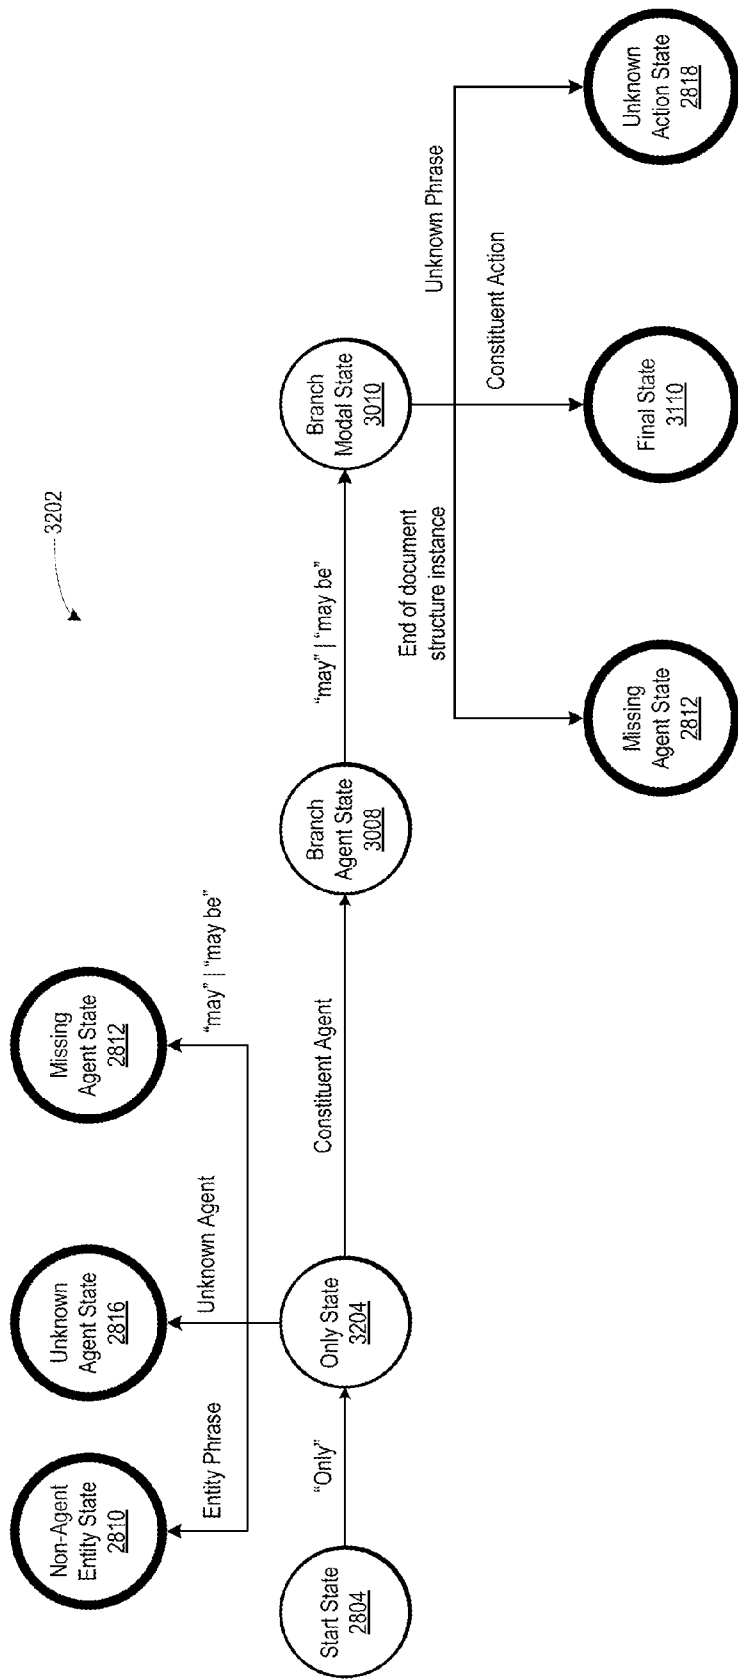 3202
Non-Agent
Entity State
2810
Unknown
Agent State
2816
Missing
Agent State
2812
Entity Phrase
Unknown Agent
"may" | "may be"
Start State
2804
"Only"
Only State
3204
Constituent Agent
Branch
Agent State
3008
"may" | "may be"
Branch
Modal State
3010
End of document
structure instance
Constituent Action
Unknown Phrase
Missing
Agent State
2812
Final State
3110
Unknown
Action State
2818